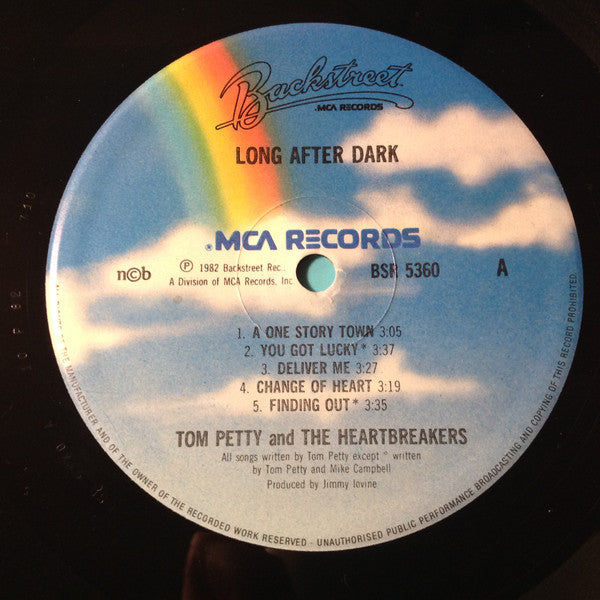 Backstreet
MCA RECORDS
LONG AFTER DARK
MCA RECORDS
n©b
℗ 1982 Backstreet Rec.
A Division of MCA Records, Inc
BSR 5360
A
1. A ONE STORY TOWN 3:05
2. YOU GOT LUCKY* 3:37
3. DELIVER ME 3:27
4. CHANGE OF HEART 3:19
5. FINDING OUT* 3:35
TOM PETTY and THE HEARTBREAKERS
All songs written by Tom Petty except * written
by Tom Petty and Mike Campbell
Produced by Jimmy Iovine
OF THE MANUFACTURER AND OF THE OWNER OF THE RECORDED WORK RESERVED - UNAUTHORISED PUBLIC PERFORMANCE BROADCASTING AND COPYING OF THIS RECORD PROHIBITED.